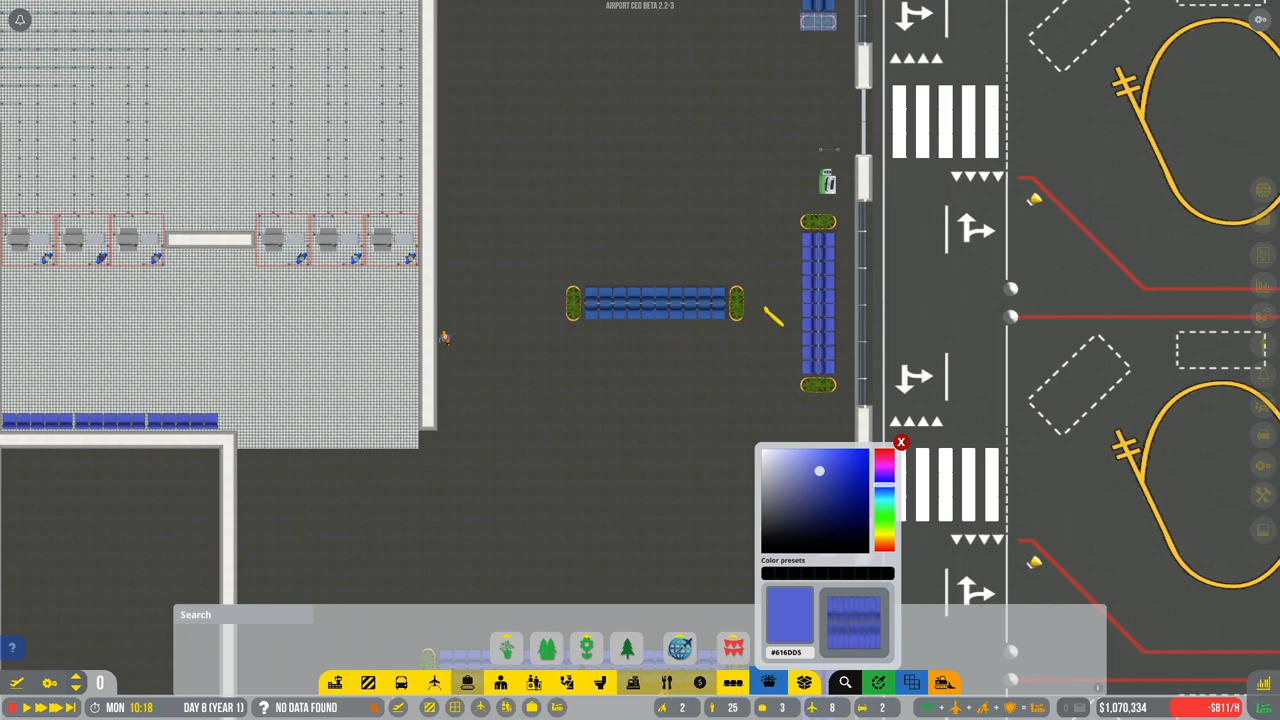 AIRPORT CEO BETA 2.2-3
X
Color presets
#616DD5
Search
?
0
i
MON 10:18
DAY 8 (YEAR 1)
? NO DATA FOUND
2
25
3
8
2
0
$1,070,334
-$811/H